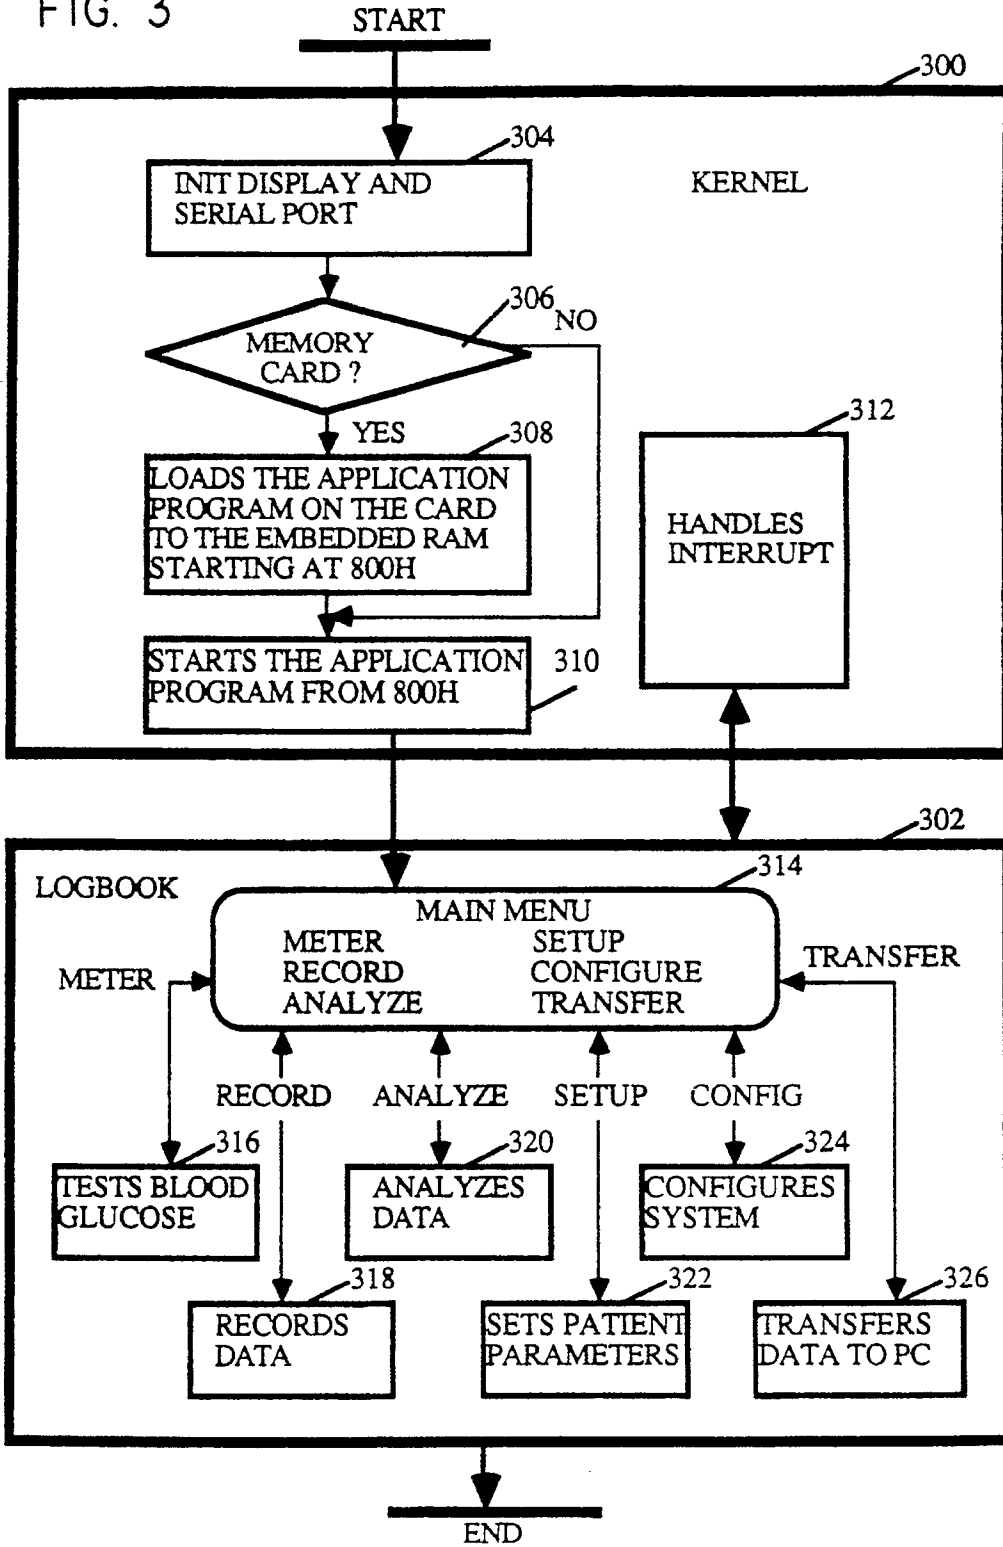 FIG. 3
START
300
304
INIT DISPLAY AND
SERIAL PORT
KERNEL
306
NO
MEMORY
CARD ?
YES
308
312
LOADS THE APPLICATION
PROGRAM ON THE CARD
TO THE EMBEDDED RAM
STARTING AT 800H
HANDLES
INTERRUPT
STARTS THE APPLICATION
PROGRAM FROM 800H
310
302
LOGBOOK
314
MAIN MENU
METER
RECORD
ANALYZE
SETUP
CONFIGURE
TRANSFER
METER
TRANSFER
RECORD
ANALYZE
SETUP
CONFIG
316
320
324
TESTS BLOOD
GLUCOSE
ANALYZES
DATA
CONFIGURES
SYSTEM
318
322
326
RECORDS
DATA
SETS PATIENT
PARAMETERS
TRANSFERS
DATA TO PC
END